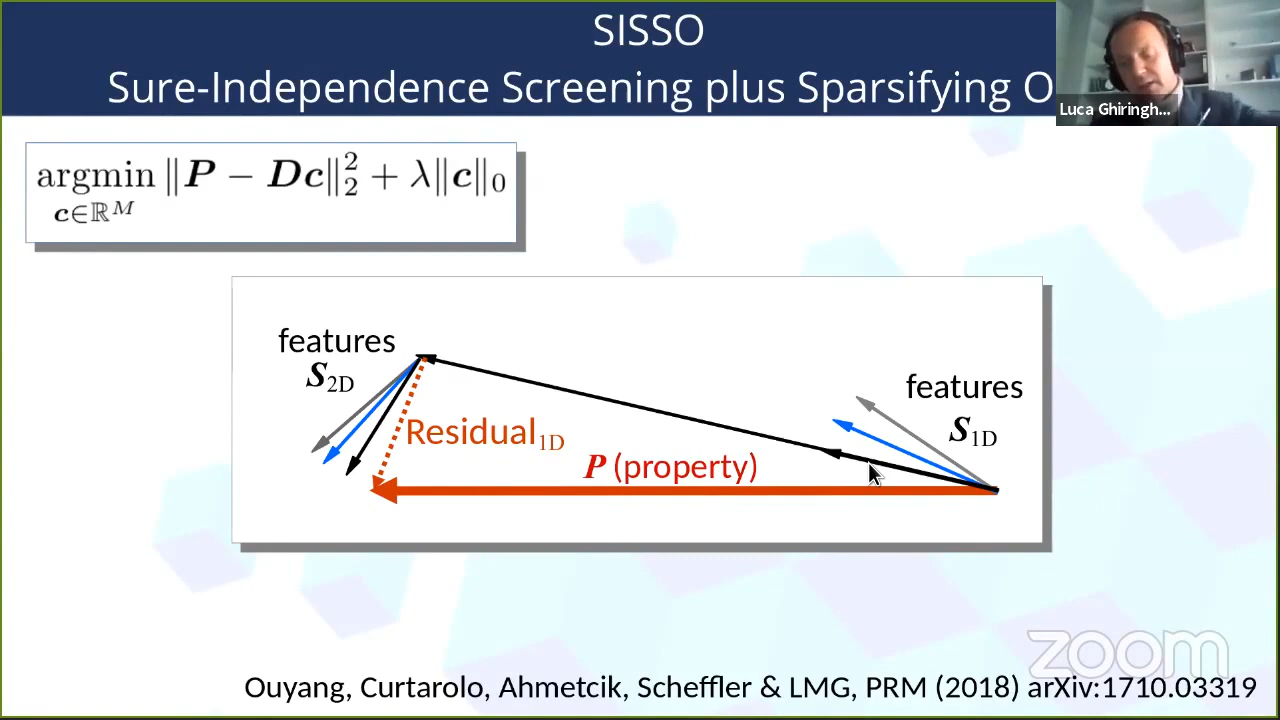 SISSO
Sure-Independence Screening plus Sparsifying O
Luca Ghiringh...
argmin ‖P − Dc‖₂² + λ‖c‖₀
c∈ℝᴹ
features
S2D
features
S1D
Residual1D
P (property)
zoom
Ouyang, Curtarolo, Ahmetcik, Scheffler & LMG, PRM (2018) arXiv:1710.03319